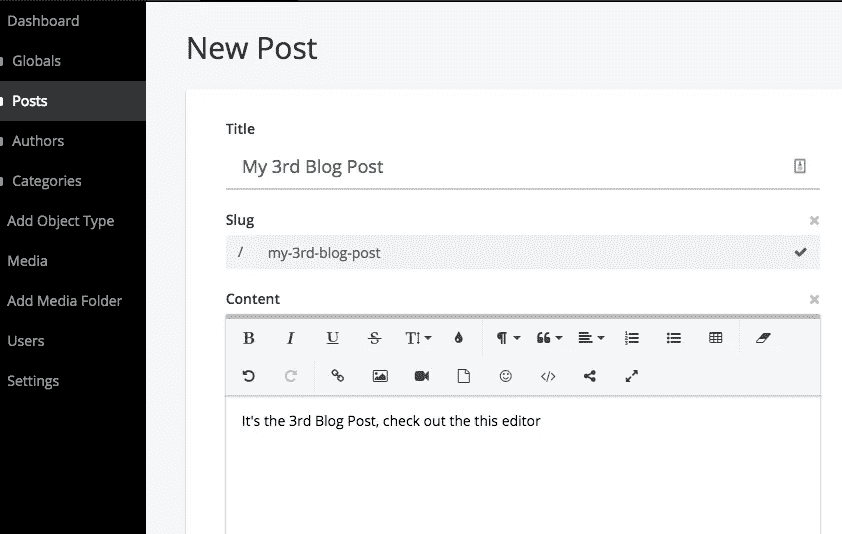 Dashboard
Globals
Posts
Authors
Categories
Add Object Type
Media
Add Media Folder
Users
Settings
New Post
Title
My 3rd Blog Post
Slug
/ my-3rd-blog-post
Content
B I U S T
It's the 3rd Blog Post, check out the this editor